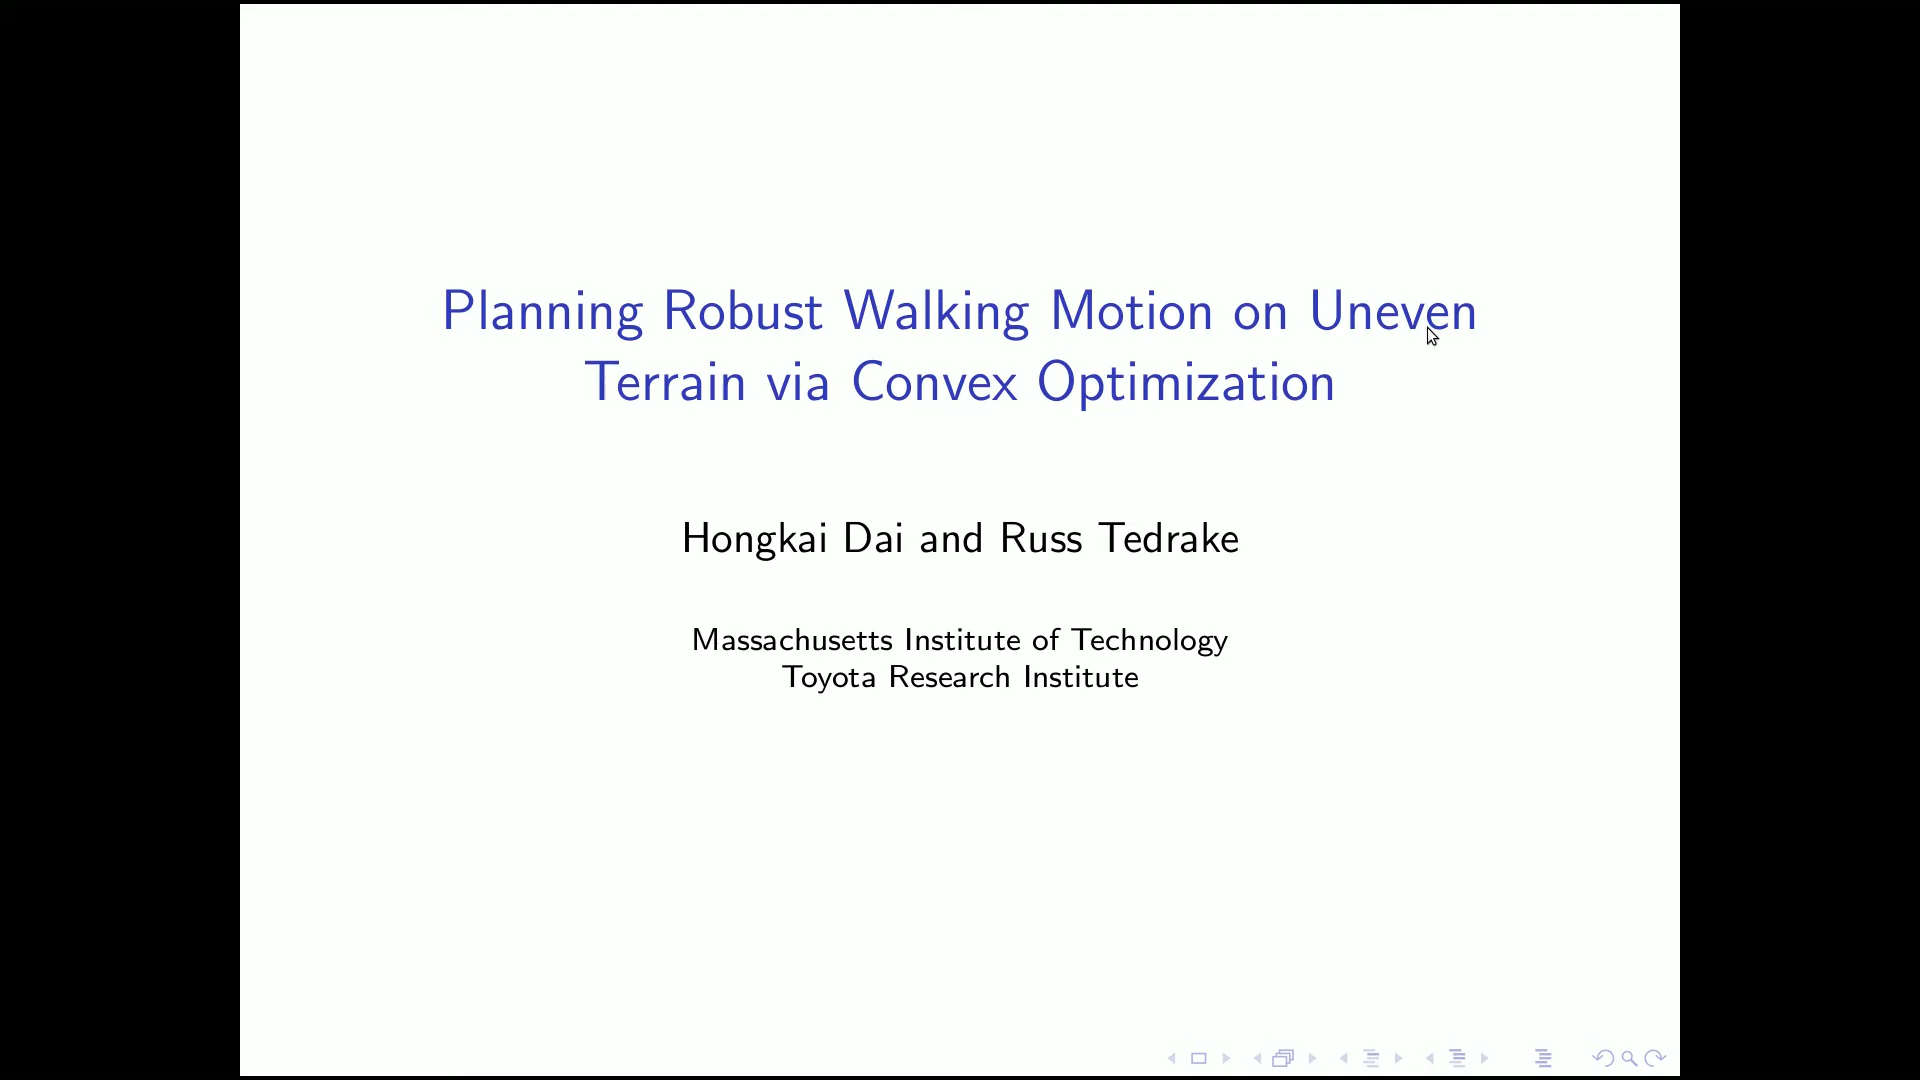 Planning Robust Walking Motion on Uneven
Terrain via Convex Optimization
Hongkai Dai and Russ Tedrake
Massachusetts Institute of Technology
Toyota Research Institute